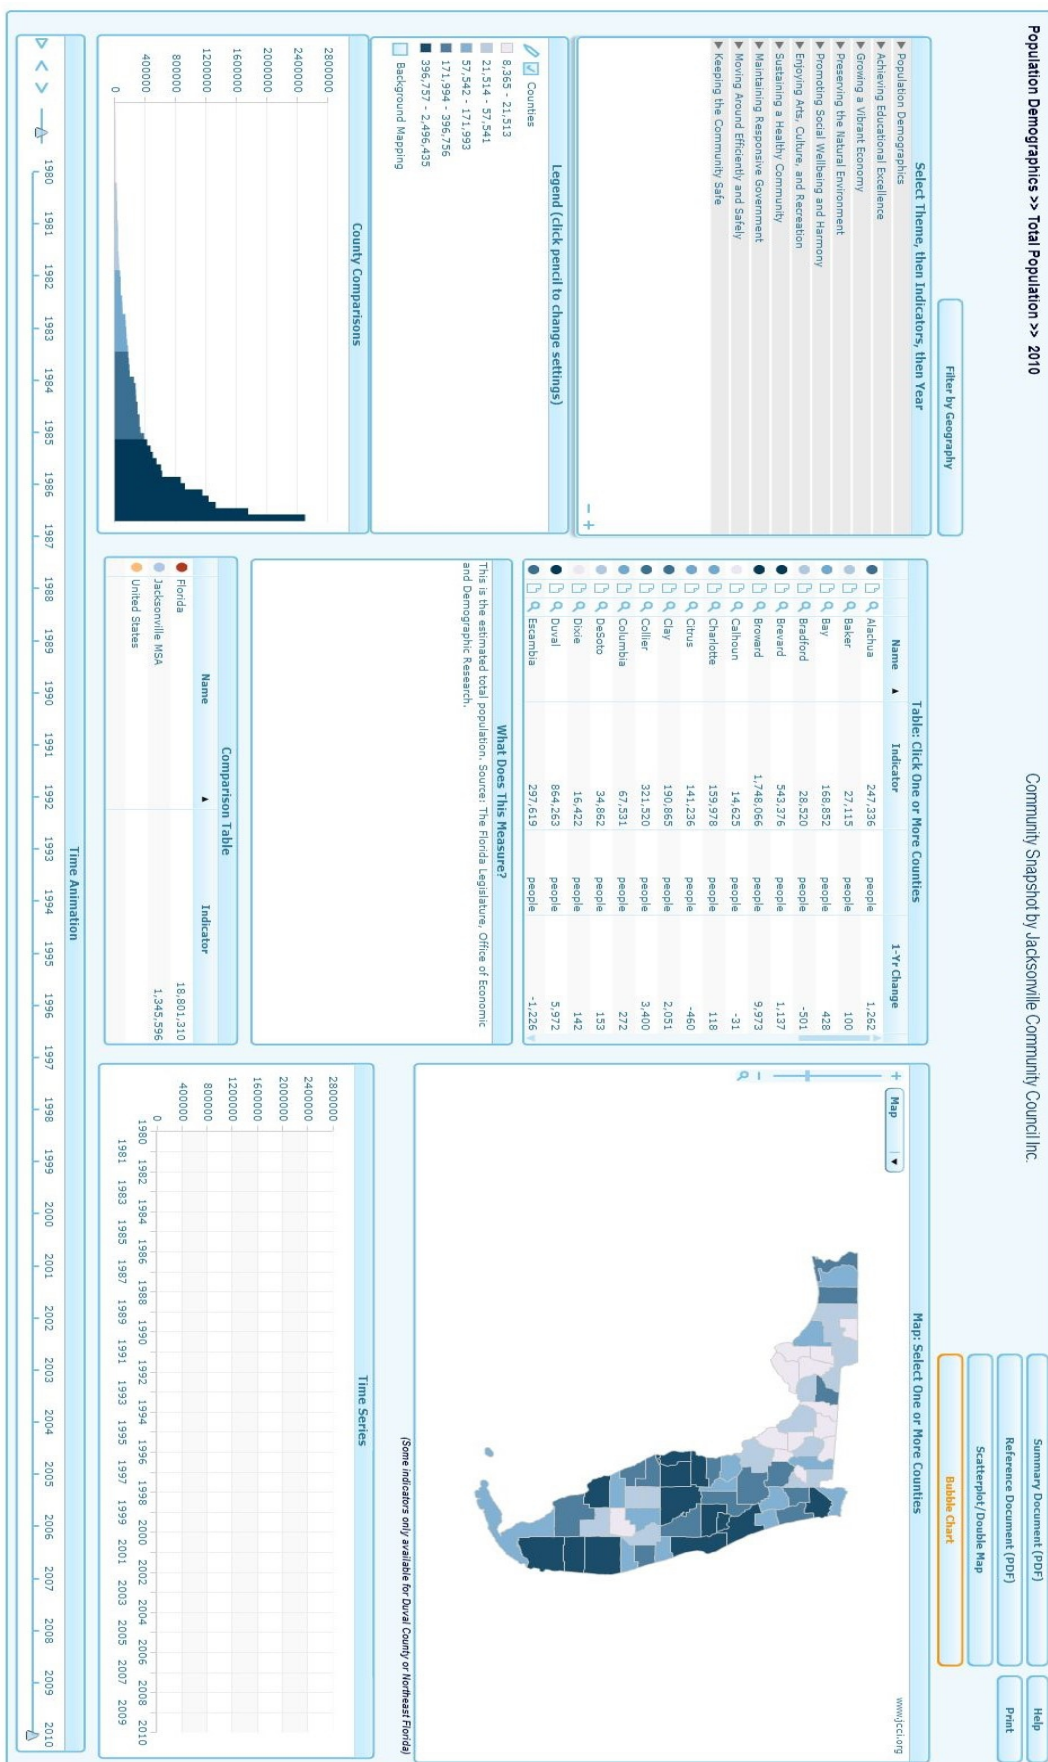 Population Demographics >> Total Population >> 2010
Community Snapshot by Jacksonville Community Council Inc.
Summary Document (PDF)
Help
Reference Document (PDF)
Print
Scatterplot/Double Map
Filter by Geography
Bubble Chart
Select Theme, then Indicators, then Year
Population Demographics
Achieving Educational Excellence
Growing a Vibrant Economy
Preserving the Natural Environment
Promoting Social Wellbeing and Harmony
Enjoying Arts, Culture, and Recreation
Sustaining a Healthy Community
Maintaining Responsive Government
Moving Around Efficiently and Safely
Keeping the Community Safe
Legend (click pencil to change settings)
Counties
8,365 - 21,513
21,514 - 57,541
57,542 - 171,993
171,994 - 396,756
396,757 - 2,496,435
Background Mapping
County Comparisons
2800000
2400000
2000000
1600000
1200000
800000
400000
0
Table: Click One or More Counties
Name ▲ Indicator 1-Yr Change
Alachua 247,336 people 1,262
Baker 27,115 people 100
Bay 168,852 people 428
Bradford 28,520 people -501
Brevard 543,376 people 1,137
Broward 1,748,066 people 9,973
Calhoun 14,625 people -31
Charlotte 159,978 people 118
Citrus 141,236 people -460
Clay 190,865 people 2,051
Collier 321,520 people 3,400
Columbia 67,531 people 272
DeSoto 34,862 people 153
Dixie 16,422 people 142
Duval 864,263 people 5,972
Escambia 297,619 people -1,226
What Does This Measure?
This is the estimated total population. Source: The Florida Legislature, Office of Economic
and Demographic Research.
Comparison Table
Name ▲ Indicator
Florida 18,801,310
Jacksonville MSA 1,345,596
United States
Map: Select One or More Counties
www.jcci.org
Map ▼
(Some indicators only available for Duval County or Northeast Florida)
Time Series
2800000
2400000
2000000
1600000
1200000
800000
400000
0
1980 1982 1984 1986 1988 1990 1992 1994 1996 1998 2000 2002 2004 2006 2008 2010
1981 1983 1985 1987 1989 1991 1993 1995 1997 1999 2001 2003 2005 2007 2009
Time Animation
1980 1981 1982 1983 1984 1985 1986 1987 1988 1989 1990 1991 1992 1993 1994 1995 1996 1997 1998 1999 2000 2001 2002 2003 2004 2005 2006 2007 2008 2009 2010